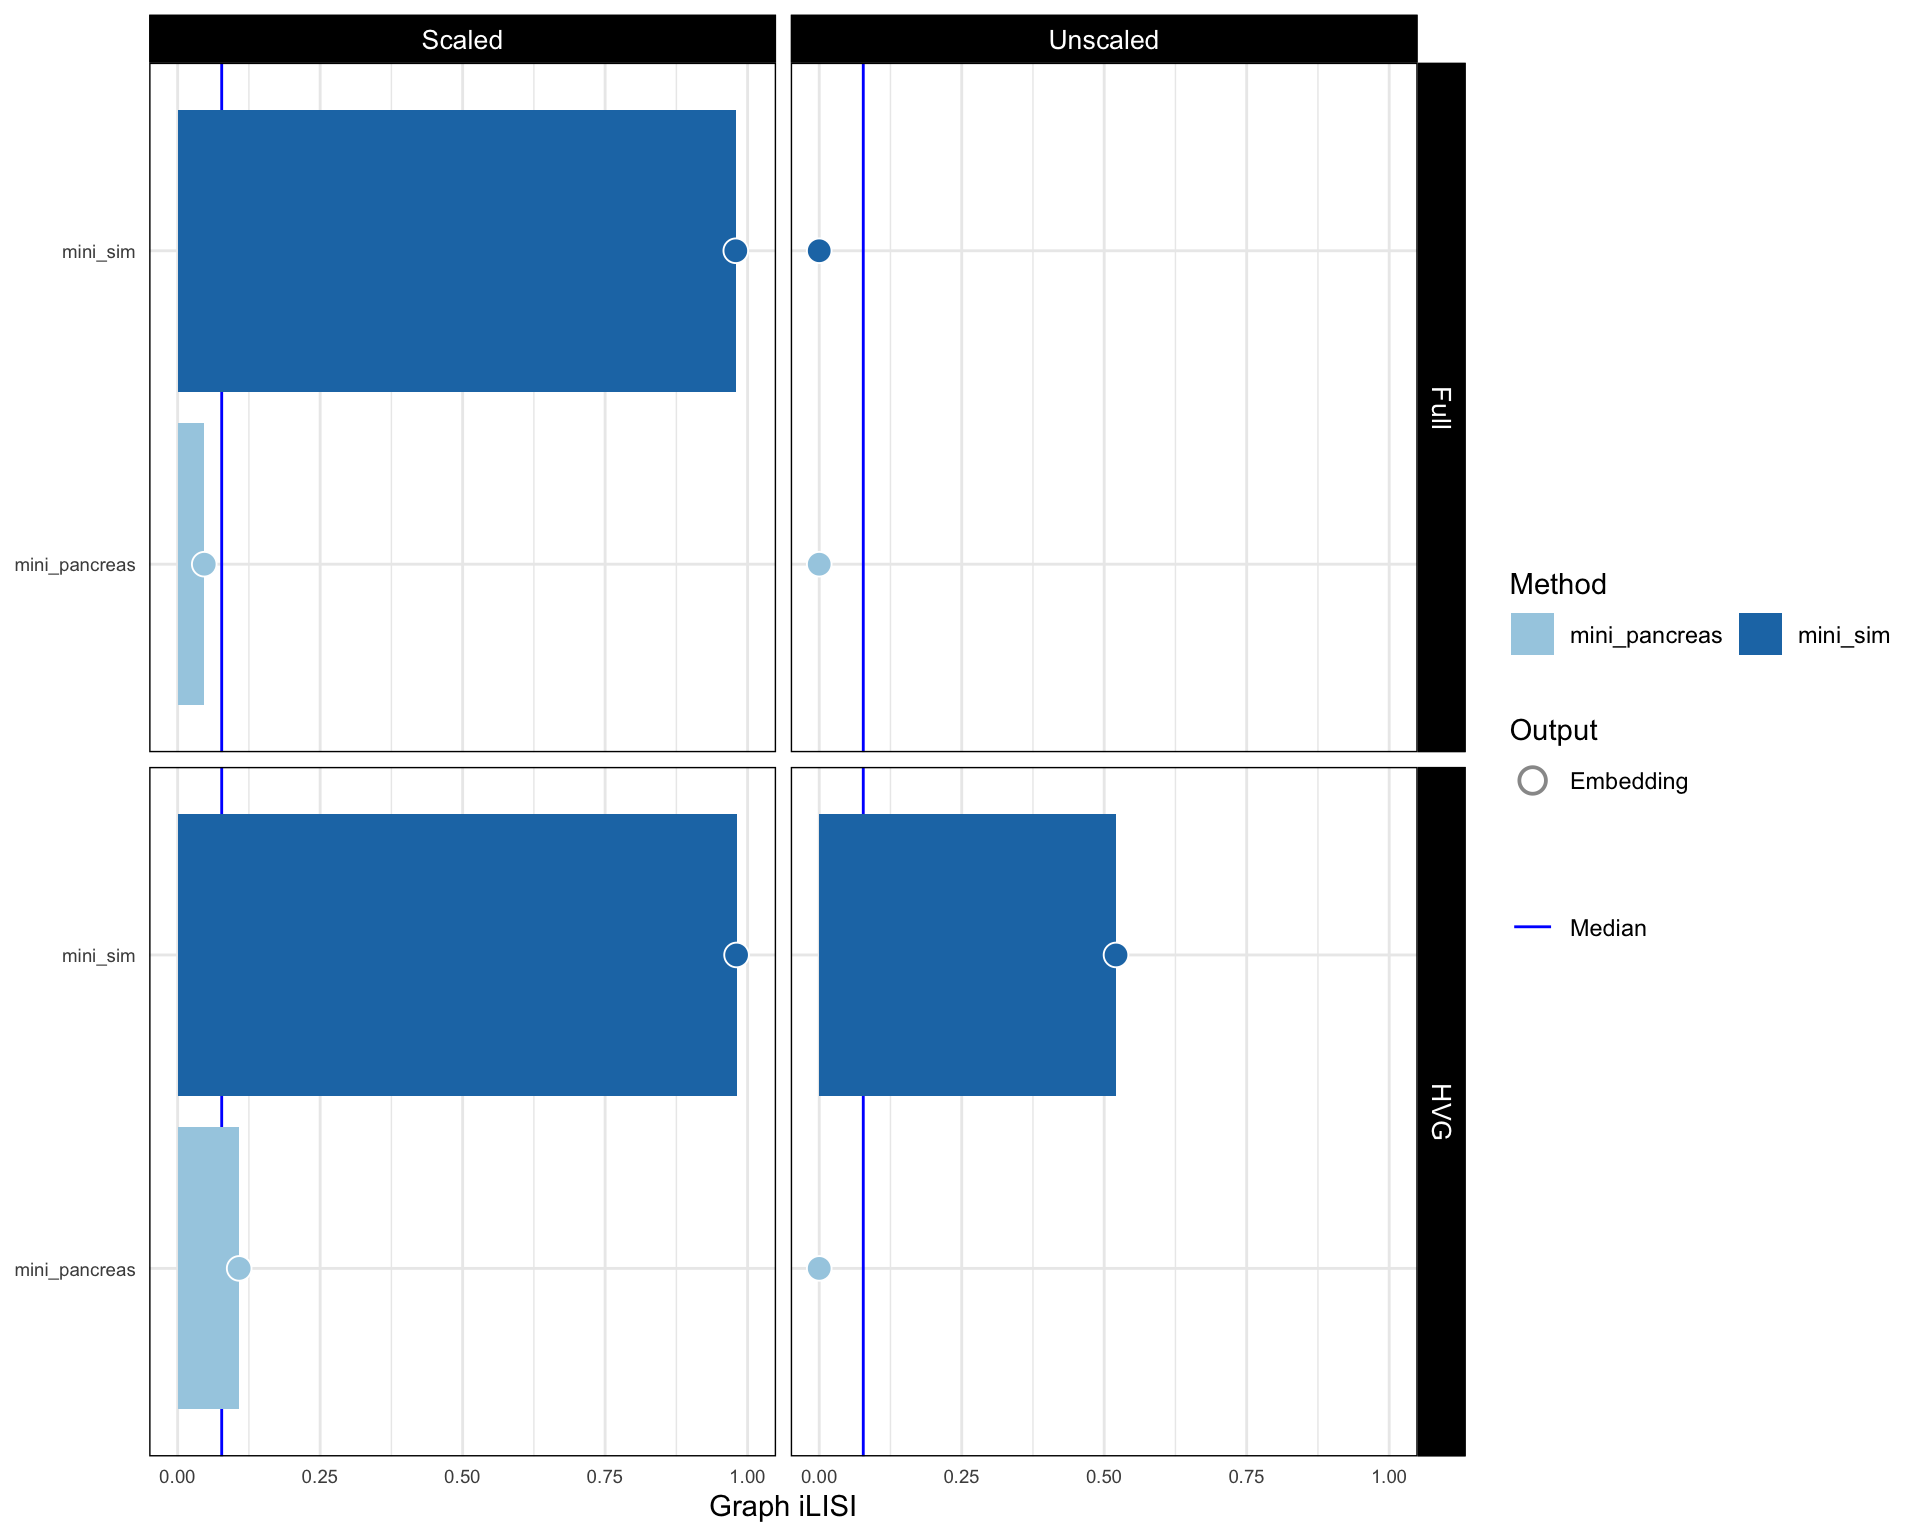 Scaled
Unscaled
mini_sim
mini_pancreas
Full
mini_sim
mini_pancreas
HVG
0.00 0.25 0.50 0.75 1.00
0.00 0.25 0.50 0.75 1.00
Graph iLISI
Method
mini_pancreas mini_sim
Output
Embedding
Median